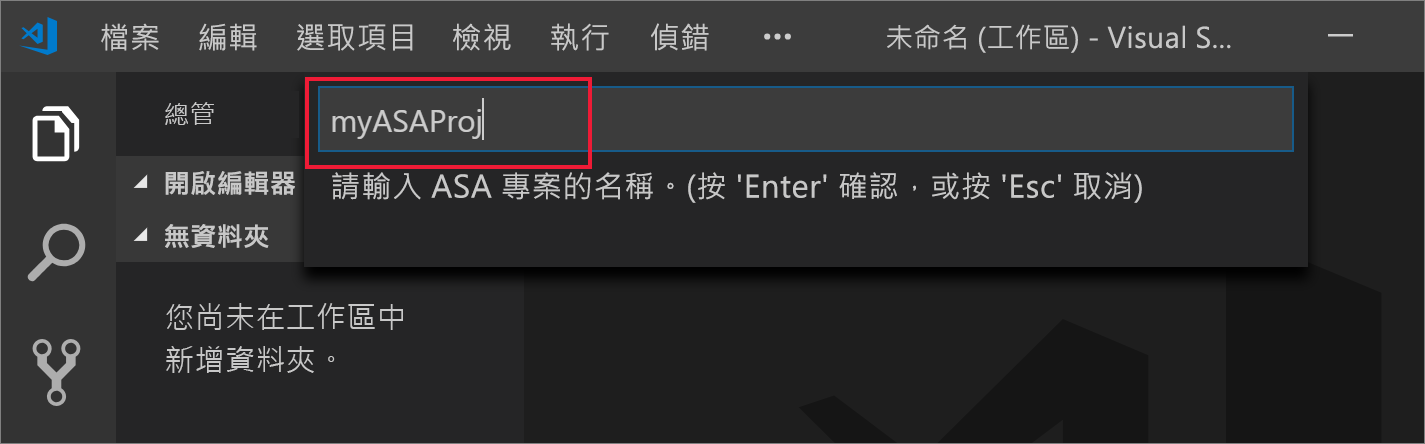 檔案 編輯 選取項目 檢視 執行 偵錯 ••• 未命名 (工作區) - Visual S...
總管
myASAProj
請輸入 ASA 專案的名稱。(按 'Enter' 確認，或按 'Esc' 取消)
開啟編輯器
無資料夾
您尚未在工作區中
新增資料夾。